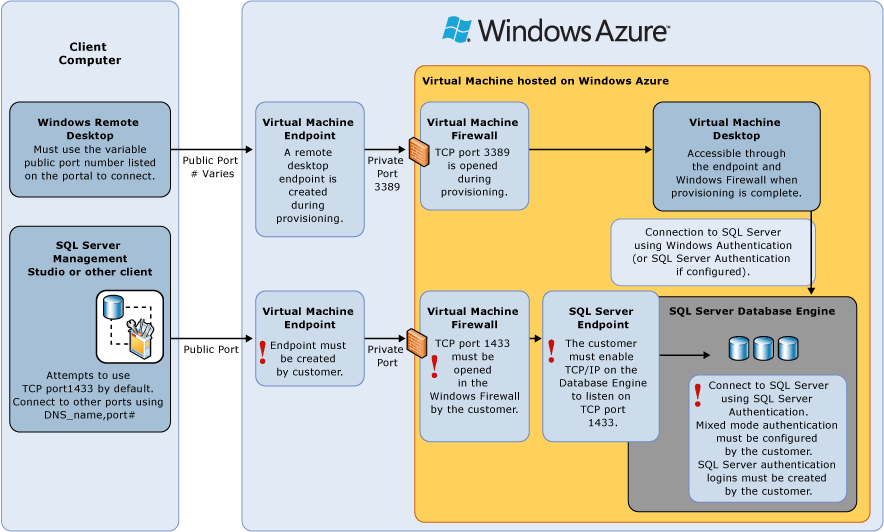 Client
Computer
Windows Azure™
Virtual Machine hosted on Windows Azure
Windows Remote
Desktop
Must use the variable
public port number listed
on the portal to connect.
Public Port
# Varies
Virtual Machine
Endpoint
A remote
desktop
endpoint is
created
during
provisioning.
Private
Port
3389
Virtual Machine
Firewall
TCP port 3389
is opened
during
provisioning.
Virtual Machine
Desktop
Accessible through
the endpoint and
Windows Firewall when
provisioning is complete.
Connection to SQL Server
using Windows Authentication
(or SQL Server Authentication
if configured).
SQL Server
Management
Studio or other client
Attempts to use
TCP port1433 by default.
Connect to other ports using
DNS_name,port#
Public Port
Virtual Machine
Endpoint
! Endpoint must
be created
by customer.
Private
Port
Virtual Machine
Firewall
TCP port 1433
! must be
opened
in the
Windows Firewall
by the customer.
SQL Server
Endpoint
! The customer
must enable
TCP/IP on the
Database Engine
to listen on
TCP port
1433.
SQL Server Database Engine
! Connect to SQL Server
using SQL Server
Authentication.
Mixed mode authentication
must be configured
by the customer.
SQL Server authentication
logins must be created
by the customer.